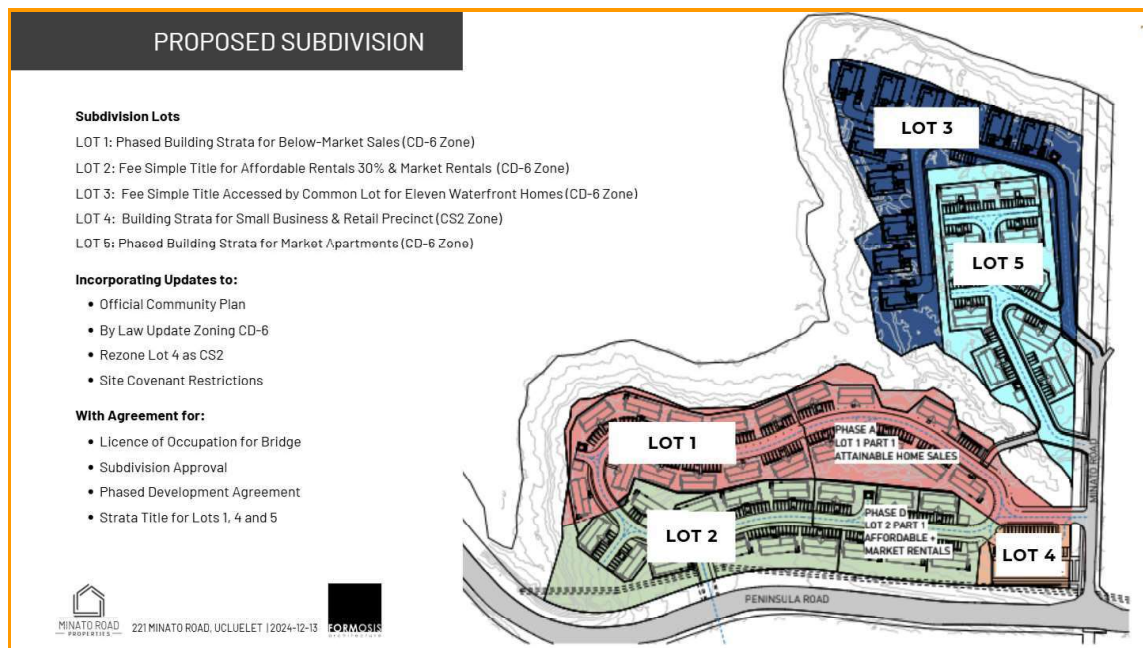 PROPOSED SUBDIVISION
Subdivision Lots
LOT 1: Phased Building Strata for Below-Market Sales (CD-6 Zone)
LOT 2: Fee Simple Title for Affordable Rentals 30% & Market Rentals (CD-6 Zone)
LOT 3: Fee Simple Title Accessed by Common Lot for Eleven Waterfront Homes (CD-6 Zone)
LOT 4: Building Strata for Small Business & Retail Precinct (CS2 Zone)
LOT 5: Phased Building Strata for Market Apartments (CD-6 Zone)
Incorporating Updates to:
• Official Community Plan
• By Law Update Zoning CD-6
• Rezone Lot 4 as CS2
• Site Covenant Restrictions
With Agreement for:
• Licence of Occupation for Bridge
• Subdivision Approval
• Phased Development Agreement
• Strata Title for Lots 1, 4 and 5
MINATO ROAD
PROPERTIES
221 MINATO ROAD, UCLUELET | 2024-12-13
FORMOSIS
architecture
LOT 3
LOT 5
LOT 1
PHASE A
LOT 1 PART 1
ATTAINABLE HOME SALES
MINATO ROAD
LOT 2
PHASE D
LOT 2 PART 1
AFFORDABLE +
MARKET RENTALS
LOT 4
PENINSULA ROAD